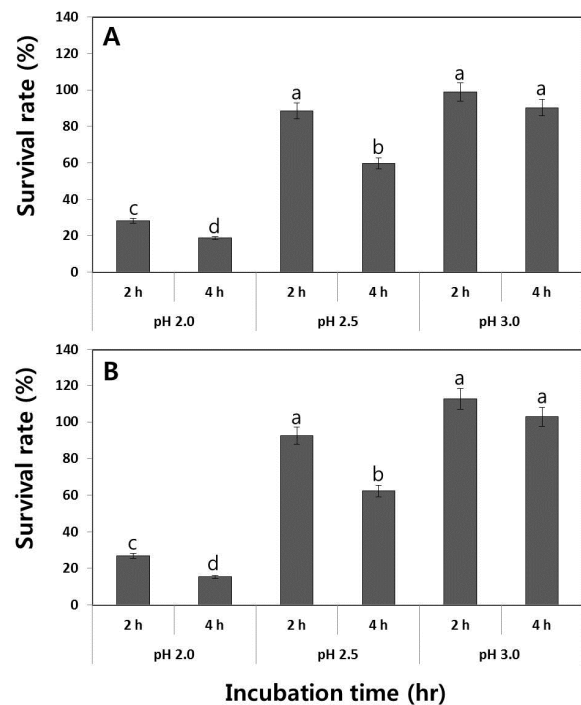 Survival rate (%)
A
140
120
100
80
60
40
20
0
c
d
a
b
a
a
2 h 4 h 2 h 4 h 2 h 4 h
pH 2.0 pH 2.5 pH 3.0
Survival rate (%)
B
140
120
100
80
60
40
20
0
c
d
a
b
a
a
2 h 4 h 2 h 4 h 2 h 4 h
pH 2.0 pH 2.5 pH 3.0
Incubation time (hr)